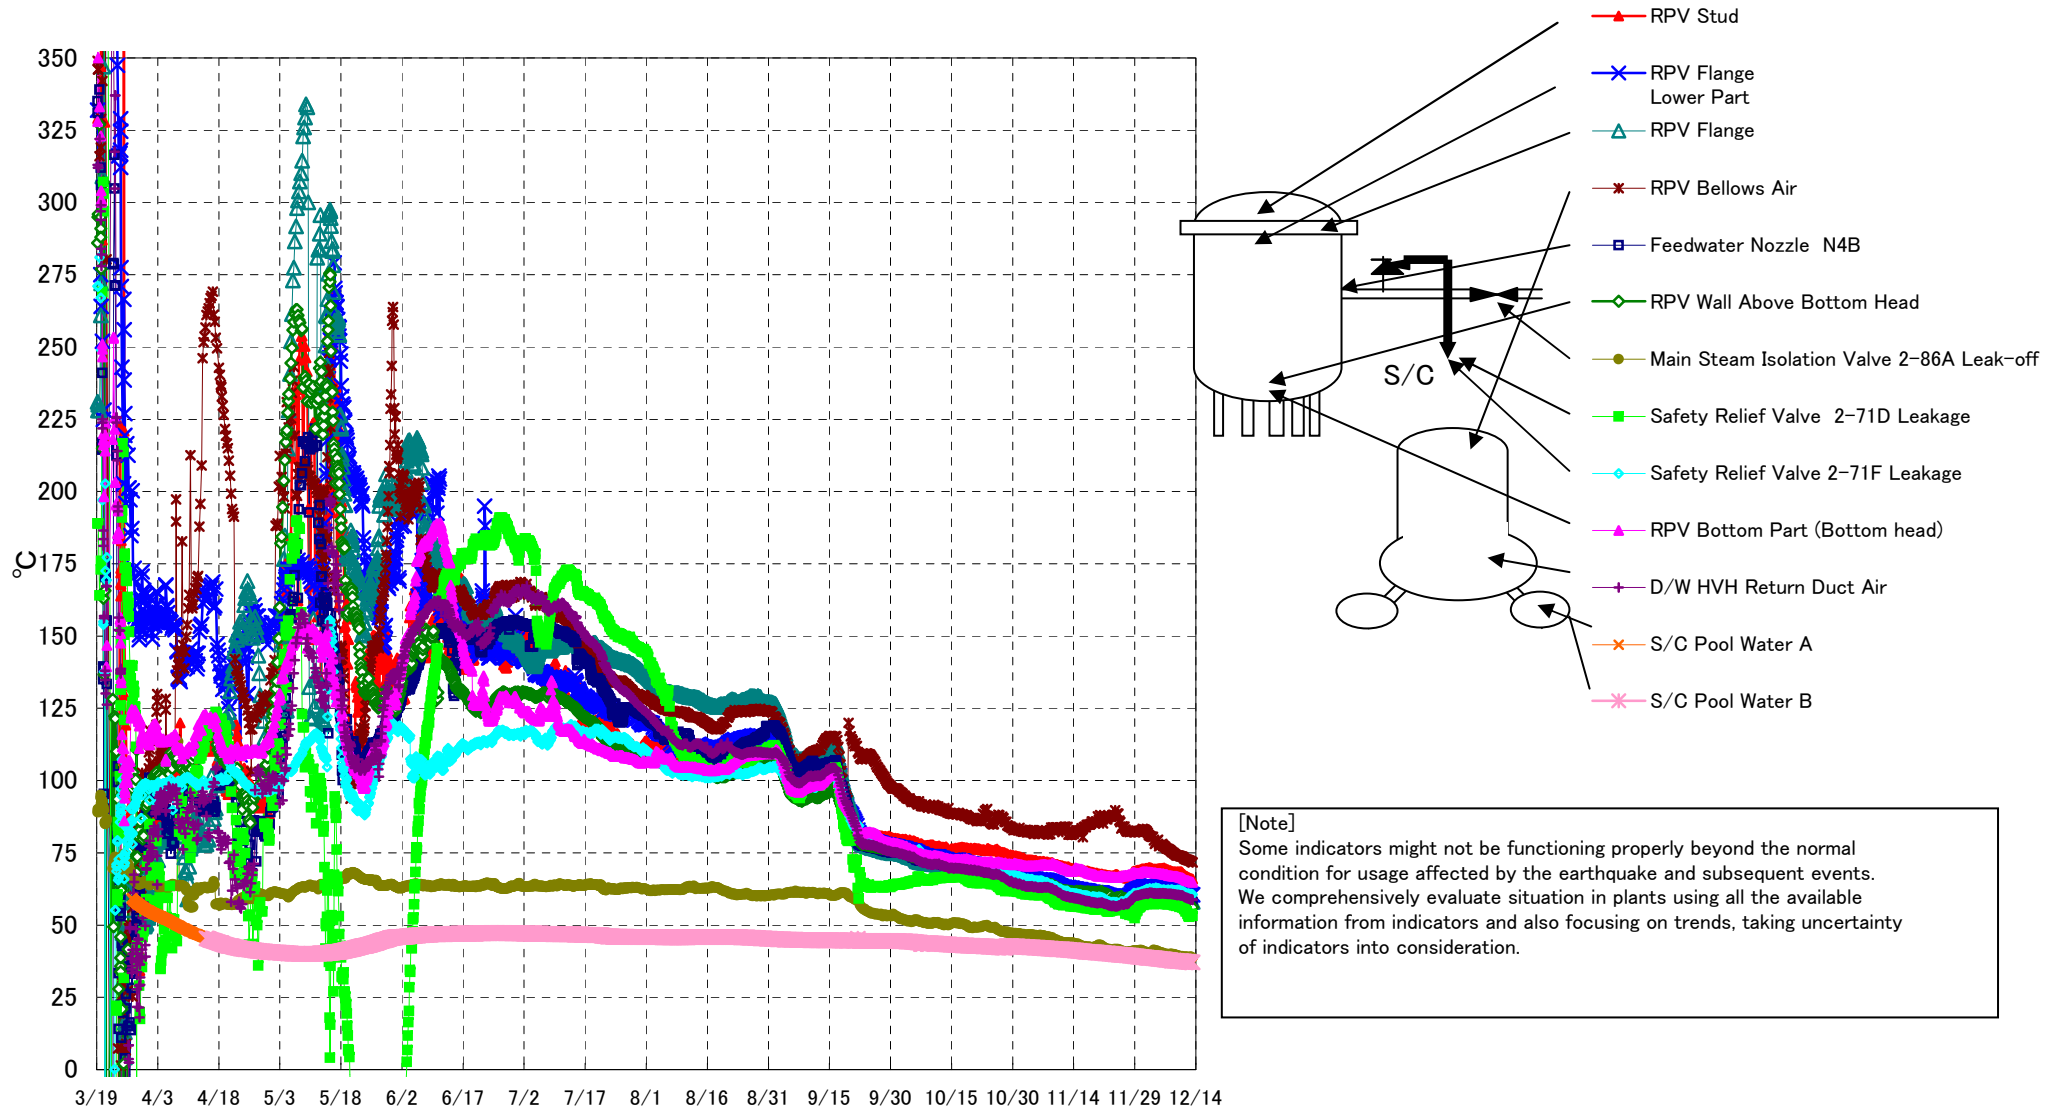 350
325
300
275
250
225
200
175
150
125
100
75
50
25
0
℃
3/19 4/3 4/18 5/3 5/18 6/2 6/17 7/2 7/17 8/1 8/16 8/31 9/15 9/30 10/15 10/30 11/14 11/29 12/14
RPV Stud
RPV Flange
Lower Part
RPV Flange
RPV Bellows Air
Feedwater Nozzle N4B
RPV Wall Above Bottom Head
Main Steam Isolation Valve 2-86A Leak-off
Safety Relief Valve 2-71D Leakage
Safety Relief Valve 2-71F Leakage
RPV Bottom Part (Bottom head)
D/W HVH Return Duct Air
S/C Pool Water A
S/C Pool Water B
S/C
[Note]
Some indicators might not be functioning properly beyond the normal
condition for usage affected by the earthquake and subsequent events.
We comprehensively evaluate situation in plants using all the available
information from indicators and also focusing on trends, taking uncertainty
of indicators into consideration.